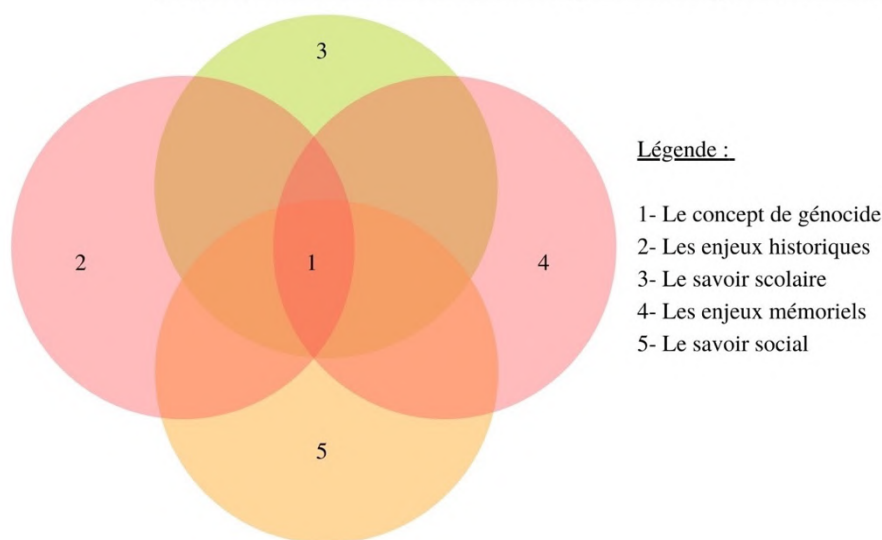 3
2
1
4
5
Légende :
1- Le concept de génocide
2- Les enjeux historiques
3- Le savoir scolaire
4- Les enjeux mémoriels
5- Le savoir social